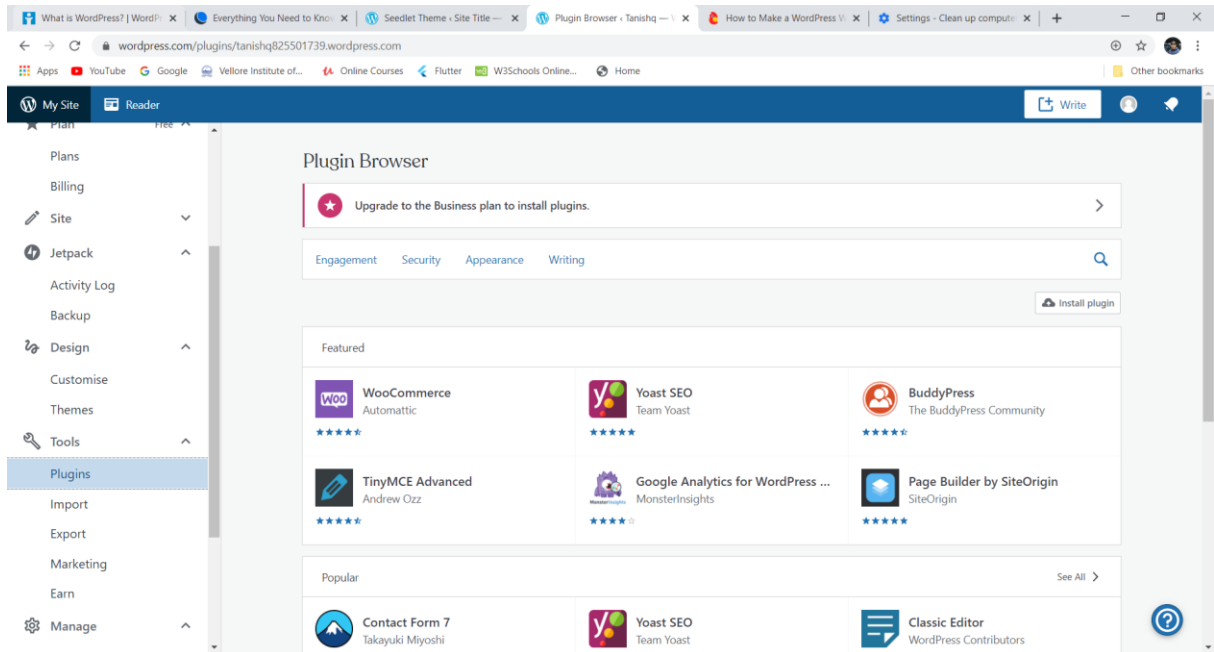 What is WordPress? | WordPr
Everything You Need to Know
Seedlet Theme ‹ Site Title —
Plugin Browser ‹ Tanishq — \
How to Make a WordPress W
Settings - Clean up computer
wordpress.com/plugins/tanishq825501739.wordpress.com
Apps YouTube Google Vellore Institute of... Online Courses Flutter W3Schools Online... Home Other bookmarks
My Site Reader Write
Plan Free
Plans
Billing
Site
Jetpack
Activity Log
Backup
Design
Customise
Themes
Tools
Plugins
Import
Export
Marketing
Earn
Manage
Plugin Browser
Upgrade to the Business plan to install plugins.
Engagement Security Appearance Writing
Install plugin
Featured
WOO
WooCommerce
Automattic
Yoast SEO
Team Yoast
BuddyPress
The BuddyPress Community
TinyMCE Advanced
Andrew Ozz
Google Analytics for WordPress ...
MonsterInsights
Page Builder by SiteOrigin
SiteOrigin
Popular See All
Contact Form 7
Takayuki Miyoshi
Yoast SEO
Team Yoast
Classic Editor
WordPress Contributors